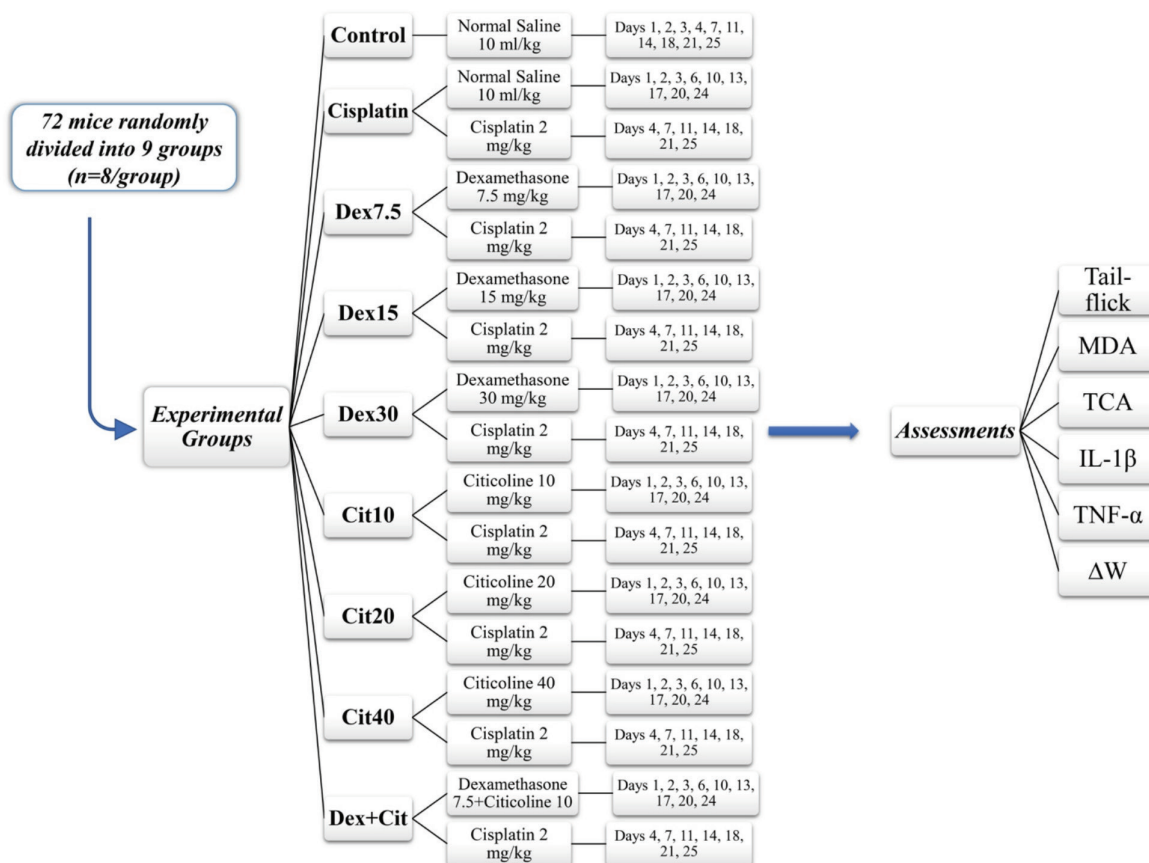 72 mice randomly
divided into 9 groups
(n=8/group)
Experimental
Groups
Control
Normal Saline
10 ml/kg
Days 1, 2, 3, 4, 7, 11,
14, 18, 21, 25
Cisplatin
Normal Saline
10 ml/kg
Days 1, 2, 3, 6, 10, 13,
17, 20, 24
Cisplatin 2
mg/kg
Days 4, 7, 11, 14, 18,
21, 25
Dex7.5
Dexamethasone
7.5 mg/kg
Days 1, 2, 3, 6, 10, 13,
17, 20, 24
Cisplatin 2
mg/kg
Days 4, 7, 11, 14, 18,
21, 25
Dex15
Dexamethasone
15 mg/kg
Days 1, 2, 3, 6, 10, 13,
17, 20, 24
Cisplatin 2
mg/kg
Days 4, 7, 11, 14, 18,
21, 25
Dex30
Dexamethasone
30 mg/kg
Days 1, 2, 3, 6, 10, 13,
17, 20, 24
Cisplatin 2
mg/kg
Days 4, 7, 11, 14, 18,
21, 25
Cit10
Citicoline 10
mg/kg
Days 1, 2, 3, 6, 10, 13,
17, 20, 24
Cisplatin 2
mg/kg
Days 4, 7, 11, 14, 18,
21, 25
Cit20
Citicoline 20
mg/kg
Days 1, 2, 3, 6, 10, 13,
17, 20, 24
Cisplatin 2
mg/kg
Days 4, 7, 11, 14, 18,
21, 25
Cit40
Citicoline 40
mg/kg
Days 1, 2, 3, 6, 10, 13,
17, 20, 24
Cisplatin 2
mg/kg
Days 4, 7, 11, 14, 18,
21, 25
Dex+Cit
Dexamethasone
7.5+Citicoline 10
Days 1, 2, 3, 6, 10, 13,
17, 20, 24
Cisplatin 2
mg/kg
Days 4, 7, 11, 14, 18,
21, 25
Assessments
Tail-
flick
MDA
TCA
IL-1β
TNF-α
ΔW